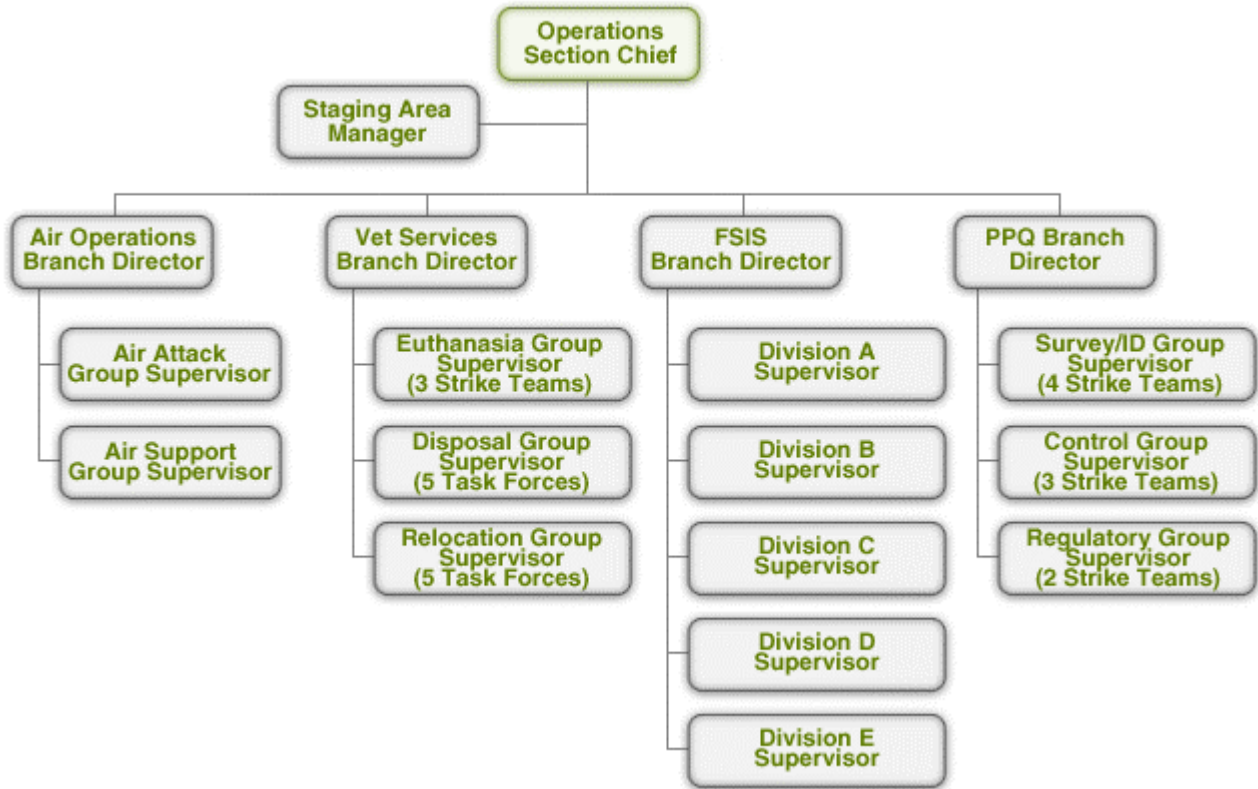 Operations
Section Chief
Staging Area
Manager
Air Operations
Branch Director
Air Attack
Group Supervisor
Air Support
Group Supervisor
Vet Services
Branch Director
Euthanasia Group
Supervisor
(3 Strike Teams)
Disposal Group
Supervisor
(5 Task Forces)
Relocation Group
Supervisor
(5 Task Forces)
FSIS
Branch Director
Division A
Supervisor
Division B
Supervisor
Division C
Supervisor
Division D
Supervisor
Division E
Supervisor
PPQ Branch
Director
Survey/ID Group
Supervisor
(4 Strike Teams)
Control Group
Supervisor
(3 Strike Teams)
Regulatory Group
Supervisor
(2 Strike Teams)